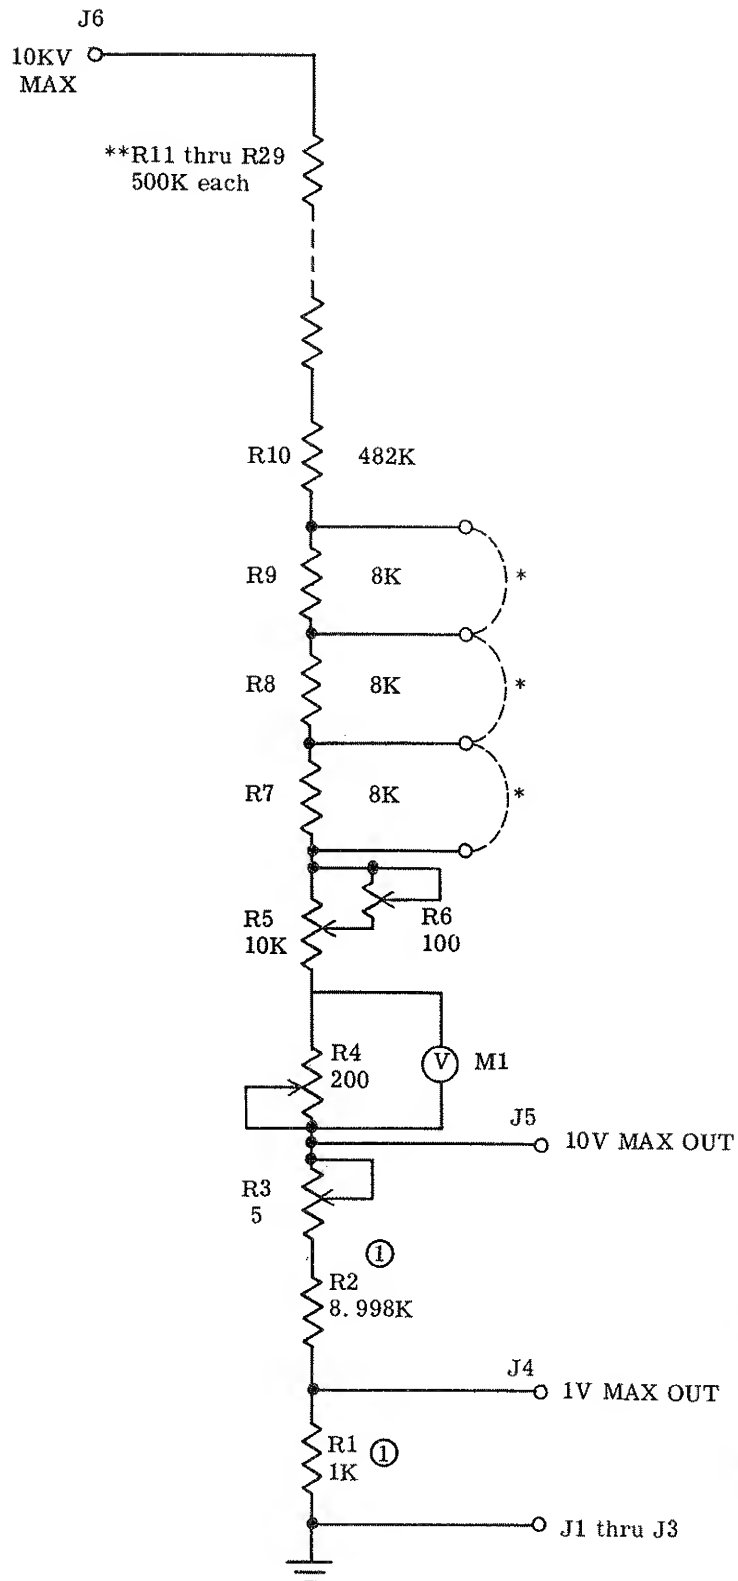 J6
10KV
MAX
**R11 thru R29
500K each
R10
482K
R9
8K
*
R8
8K
*
R7
8K
*
R5
10K
R6
100
R4
200
V
M1
J5
10V MAX OUT
R3
5
1
R2
8.998K
J4
1V MAX OUT
R1
1K
1
J1 thru J3